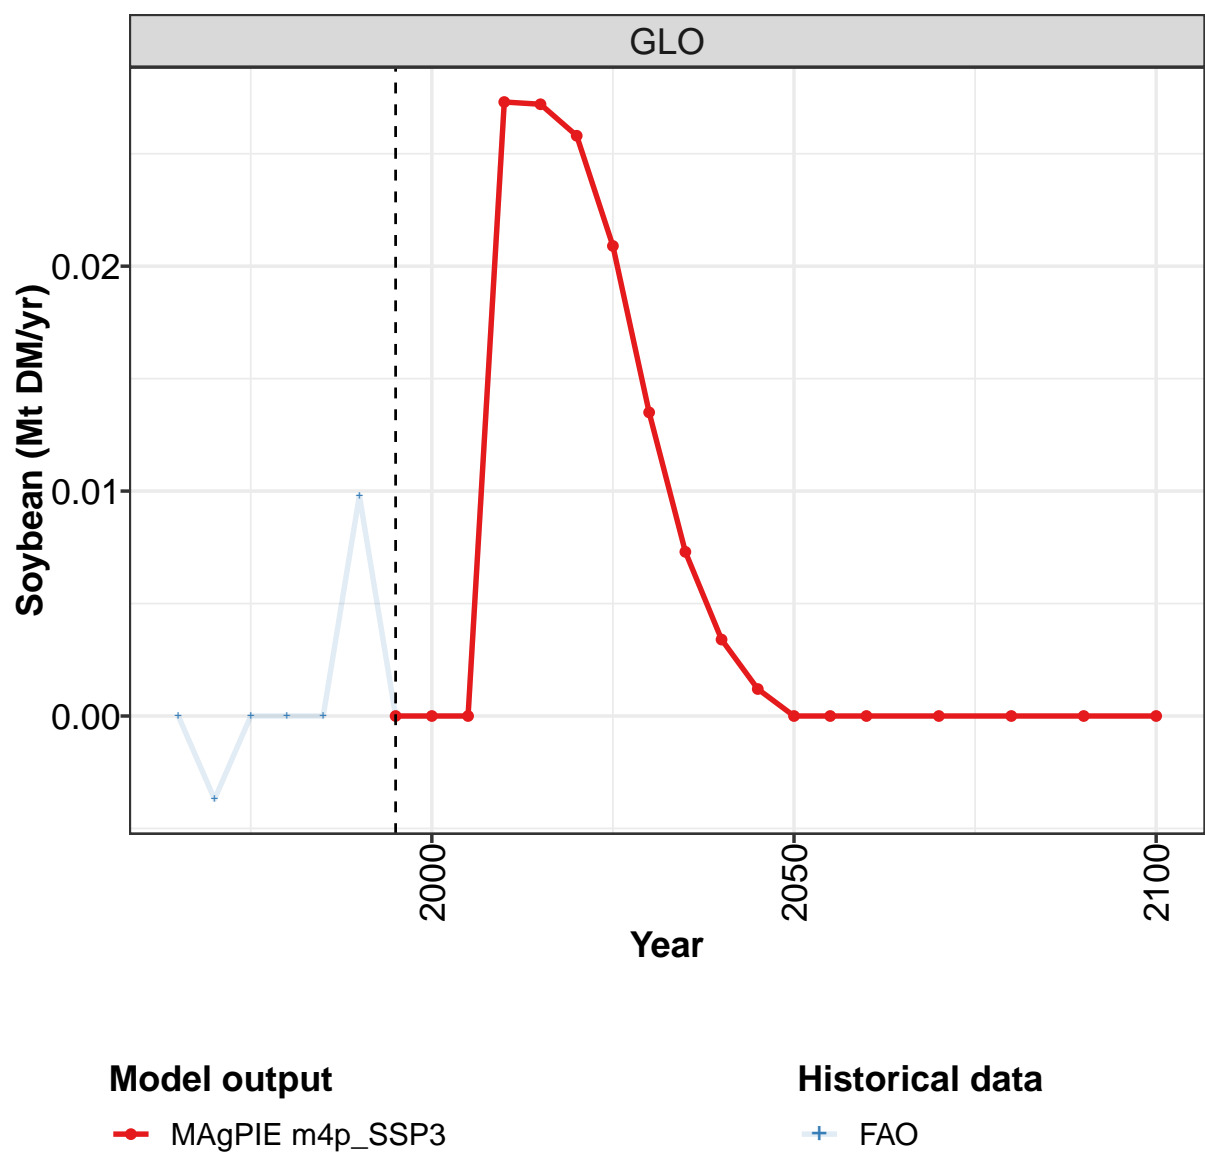 GLO
Soybean (Mt DM/yr)
0.02
0.01
0.00
2000
2050
2100
Year
Model output
MAgPIE m4p_SSP3
Historical data
FAO